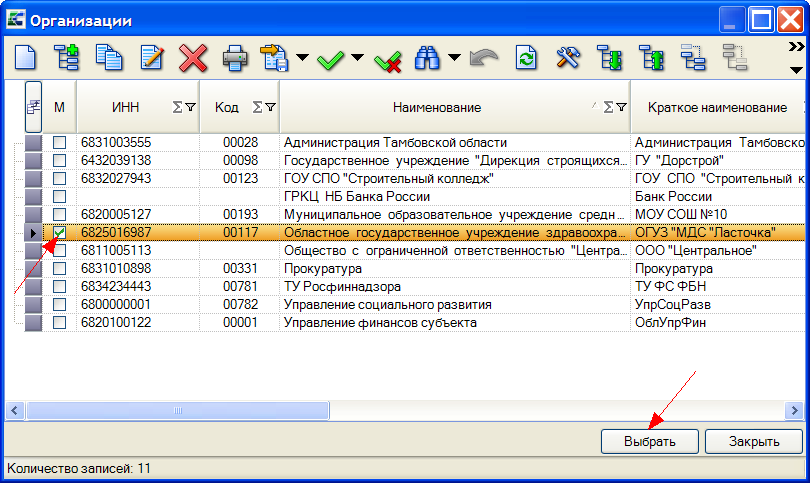 Организации
М ИНН Код Наименование Краткое наименование
6831003555 00028 Администрация Тамбовской области Администрация Тамбовско
6432039138 00098 Государственное учреждение "Дирекция строящихся... ГУ "Дорстрой"
6832027943 00123 ГОУ СПО "Строительный колледж" ГОУ СПО "Строительный к
ГРКЦ НБ Банка России Банк России
6820005127 00193 Муниципальное образовательное учреждение средн... МОУ СОШ №10
6825016987 00117 Областное государственное учреждение здравоохра... ОГУЗ "МДС "Ласточка"
6811005113 Общество с ограниченной ответственностью "Центра... ООО "Центральное"
6831010898 00331 Прокуратура Прокуратура
6834234443 00781 ТУ Росфиннадзора ТУ ФС ФБН
6800000001 00782 Управление социального развития УпрСоцРазв
6820100122 00001 Управление финансов субъекта ОблУпрФин
Выбрать Закрыть
Количество записей: 11